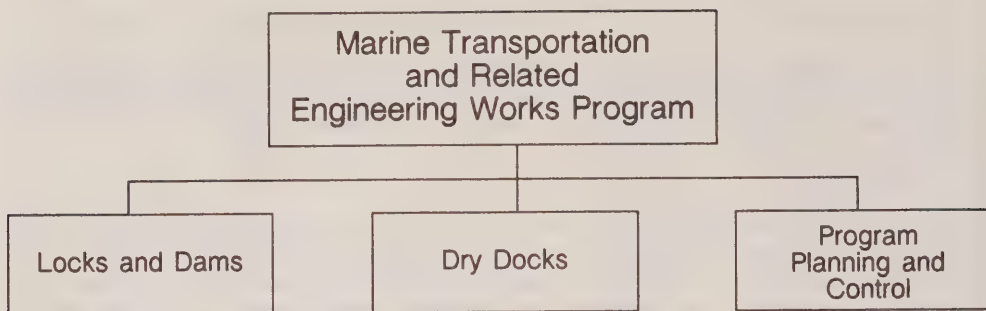 Marine Transportation
and Related
Engineering Works Program
Locks and Dams
Dry Docks
Program
Planning and
Control